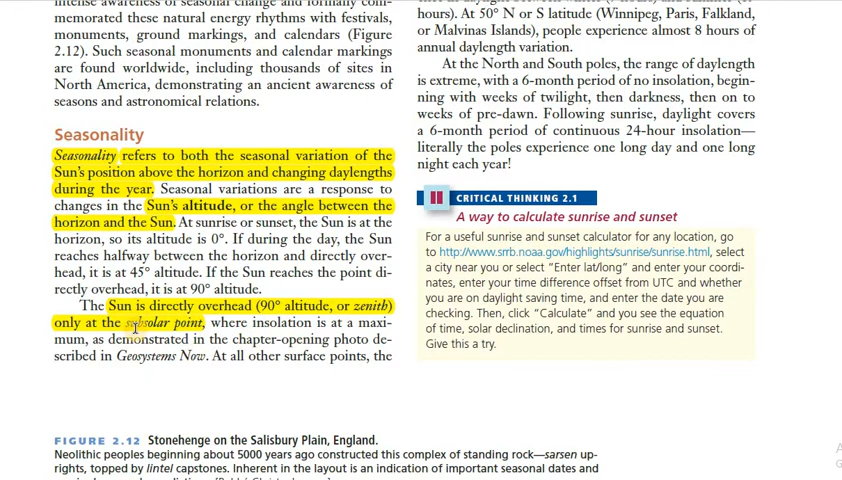 intense awareness of seasonal change and formally com-
memorated these natural energy rhythms with festivals,
monuments, ground markings, and calendars (Figure
2.12). Such seasonal monuments and calendar markings
are found worldwide, including thousands of sites in
North America, demonstrating an ancient awareness of
seasons and astronomical relations.
Seasonality
Seasonality refers to both the seasonal variation of the
Sun's position above the horizon and changing daylengths
during the year. Seasonal variations are a response to
changes in the Sun's altitude, or the angle between the
horizon and the Sun. At sunrise or sunset, the Sun is at the
horizon, so its altitude is 0°. If during the day, the Sun
reaches halfway between the horizon and directly over-
head, it is at 45° altitude. If the Sun reaches the point di-
rectly overhead, it is at 90° altitude.
The Sun is directly overhead (90° altitude, or zenith)
only at the subsolar point, where insolation is at a maxi-
mum, as demonstrated in the chapter-opening photo de-
scribed in Geosystems Now. At all other surface points, the
hours). At 50° N or S latitude (Winnipeg, Paris, Falkland,
or Malvinas Islands), people experience almost 8 hours of
annual daylength variation.
At the North and South poles, the range of daylength
is extreme, with a 6-month period of no insolation, begin-
ning with weeks of twilight, then darkness, then on to
weeks of pre-dawn. Following sunrise, daylight covers
a 6-month period of continuous 24-hour insolation—
literally the poles experience one long day and one long
night each year!
CRITICAL THINKING 2.1
A way to calculate sunrise and sunset
For a useful sunrise and sunset calculator for any location, go
to http://www.srrb.noaa.gov/highlights/sunrise/sunrise.html, select
a city near you or select "Enter lat/long" and enter your coordi-
nates, enter your time difference offset from UTC and whether
you are on daylight saving time, and enter the date you are
checking. Then, click "Calculate" and you see the equation
of time, solar declination, and times for sunrise and sunset.
Give this a try.
FIGURE 2.12 Stonehenge on the Salisbury Plain, England.
Neolithic peoples beginning about 5000 years ago constructed this complex of standing rock—sarsen up-
rights, topped by lintel capstones. Inherent in the layout is an indication of important seasonal dates and